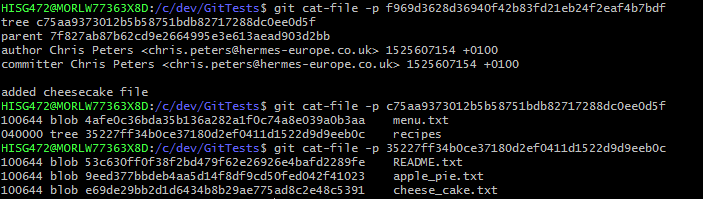 HISG472@MORLW77363X8D:/c/dev/GitTests$ git cat-file -p f969d3628d36940f42b83fd21eb24f2eaf4b7bdf
tree c75aa9373012b5b58751bdb82717288dc0ee0d5f
parent 7f827ab87b62cd9e2664995e3e613aead903d2bb
author Chris Peters <chris.peters@hermes-europe.co.uk> 1525607154 +0100
committer Chris Peters <chris.peters@hermes-europe.co.uk> 1525607154 +0100

added cheesecake file
HISG472@MORLW77363X8D:/c/dev/GitTests$ git cat-file -p c75aa9373012b5b58751bdb82717288dc0ee0d5f
100644 blob 4afe0c36bda35b136a282a1f0c74a8e039a0b3aa    menu.txt
040000 tree 35227ff34b0ce37180d2ef0411d1522d9d9eeb0c    recipes
HISG472@MORLW77363X8D:/c/dev/GitTests$ git cat-file -p 35227ff34b0ce37180d2ef0411d1522d9d9eeb0c
100644 blob 53c630ff0f38f2bd479f62e26926e4bafd2289fe    README.txt
100644 blob 9eed377bbdeb4aa5d14f8df9cd50fed042f41023    apple_pie.txt
100644 blob e69de29bb2d1d6434b8b29ae775ad8c2e48c5391    cheese_cake.txt